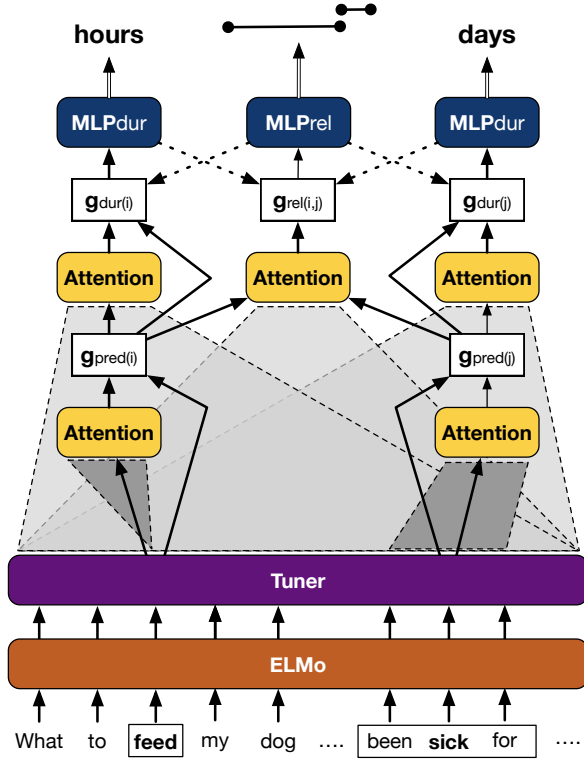 hours days
MLPdur MLPrel MLPdur
gdur(i) grel(i,j) gdur(j)
Attention Attention Attention
gpred(i) gpred(j)
Attention Attention
Tuner
ELMo
What to feed my dog .... been sick for ....